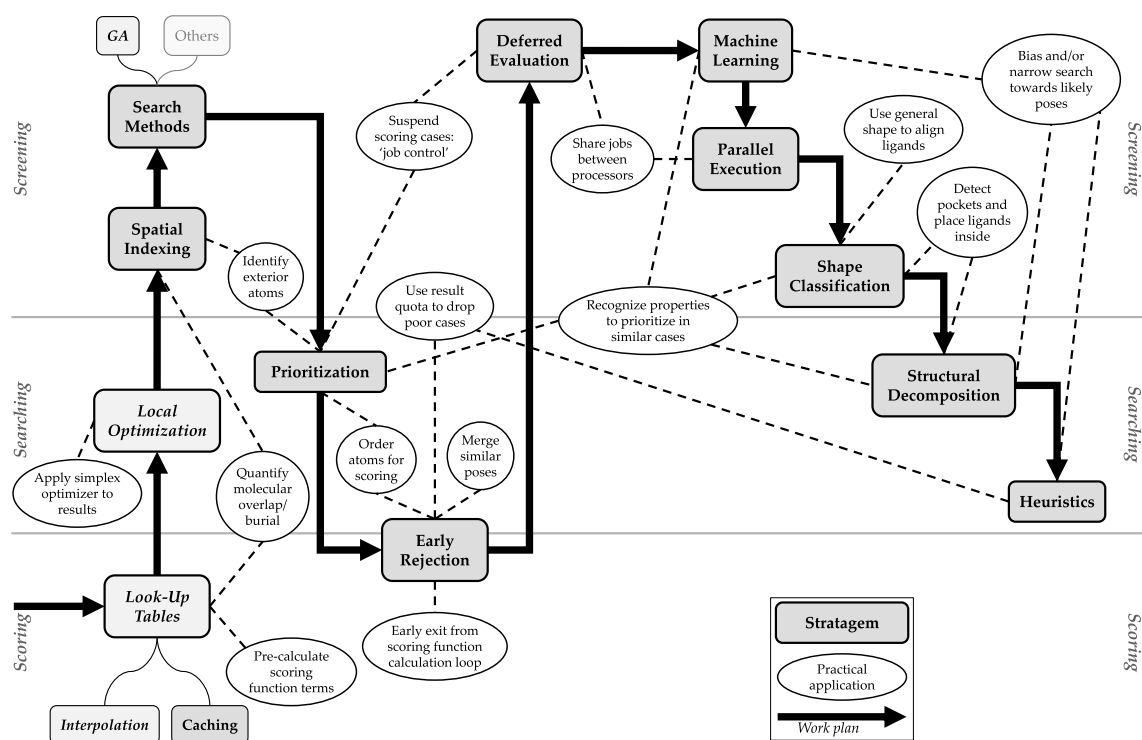 GA
Others
Search
Methods
Deferred
Evaluation
Machine
Learning
Bias and/or
narrow search
towards likely
poses
Screening
Screening
Suspend
scoring cases:
‘job control’
Share jobs
between
processors
Parallel
Execution
Use general
shape to align
ligands
Detect
pockets and
place ligands
inside
Spatial
Indexing
Identify
exterior
atoms
Use result
quota to drop
poor cases
Recognize properties
to prioritize in
similar cases
Shape
Classification
Prioritization
Structural
Decomposition
Searching
Searching
Local
Optimization
Apply simplex
optimizer to
results
Quantify
molecular
overlap/
burial
Order
atoms for
scoring
Merge
similar
poses
Heuristics
Early
Rejection
Look-Up
Tables
Scoring
Scoring
Pre-calculate
scoring
function terms
Early exit from
scoring function
calculation loop
Interpolation
Caching
Stratagem
Practical
application
Work plan